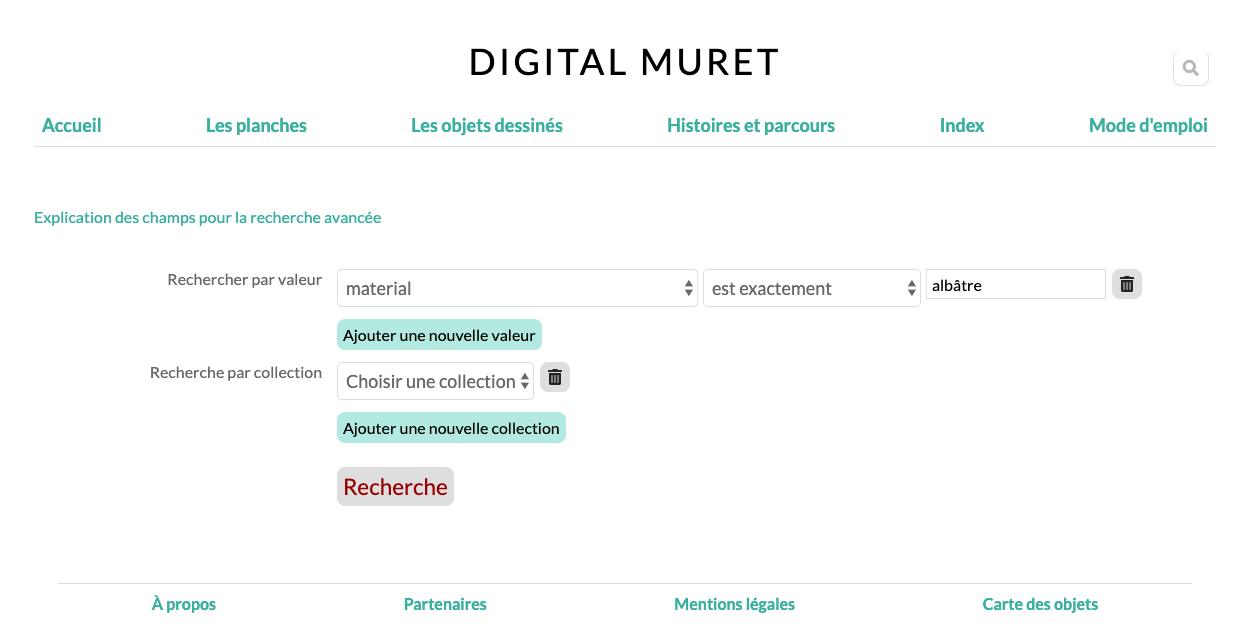 DIGITAL MURET
Accueil Les planches Les objets dessinés Histoires et parcours Index Mode d'emploi
Explication des champs pour la recherche avancée
Rechercher par valeur material est exactement albâtre
Ajouter une nouvelle valeur
Recherche par collection Choisir une collection
Ajouter une nouvelle collection
Recherche
À propos Partenaires Mentions légales Carte des objets